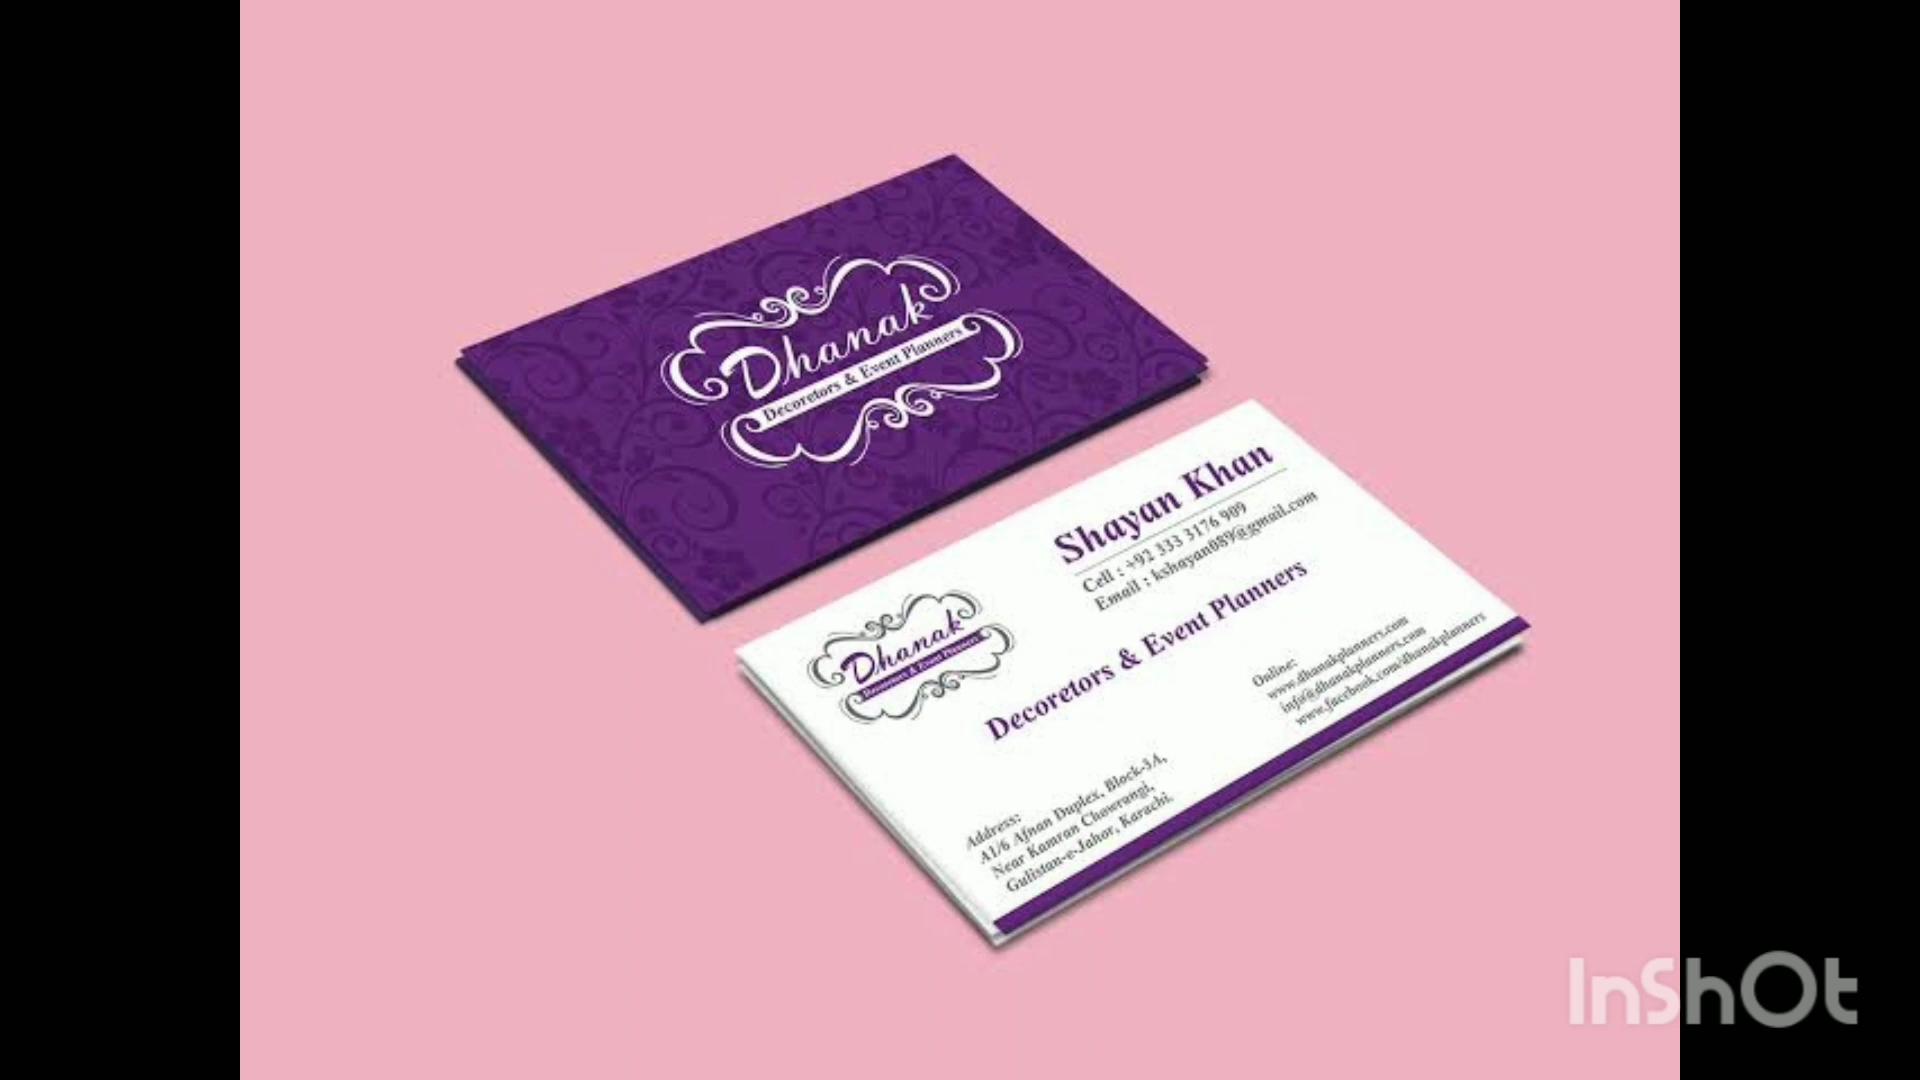 Dhanak
Decoretors & Event Planners
Shayan Khan
Cell : +92 333 3176 909
Email : kshayan089@gmail.com
Dhanak
Decoretors & Event Planners
Decoretors & Event Planners
Online:
www.dhanakplanners.com
info@dhanakplanners.com
www.facebook.com/dhanakplanners
Address:
A1/6 Afnan Duplex, Block-3A,
Near Kamran Chowrangi,
Gulistan-e-Johar, Karachi.
InShOt